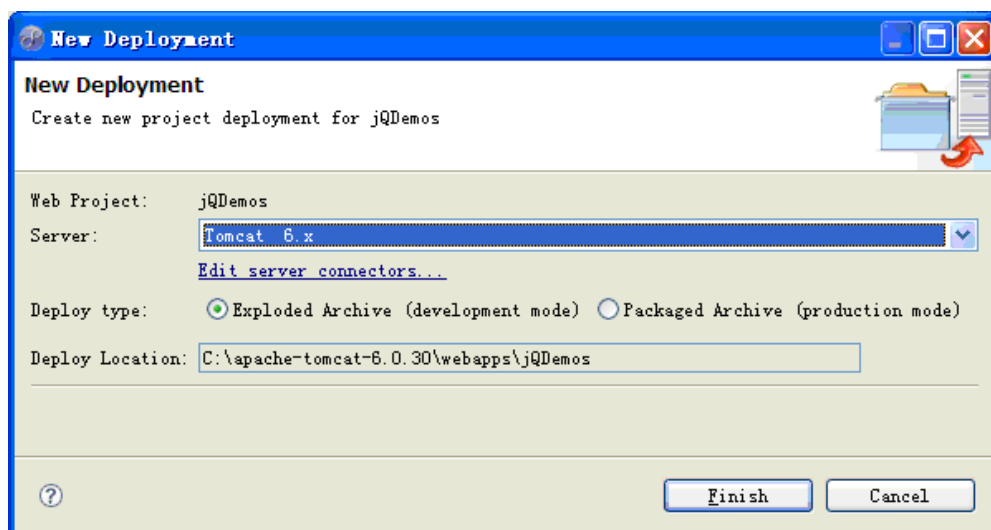 New Deployment
New Deployment
Create new project deployment for jQDemos
Web Project: jQDemos
Server: Tomcat 6.x
Edit server connectors...
Deploy type: Exploded Archive (development mode) Packaged Archive (production mode)
Deploy Location: C:\apache-tomcat-6.0.30\webapps\jQDemos
? Finish Cancel